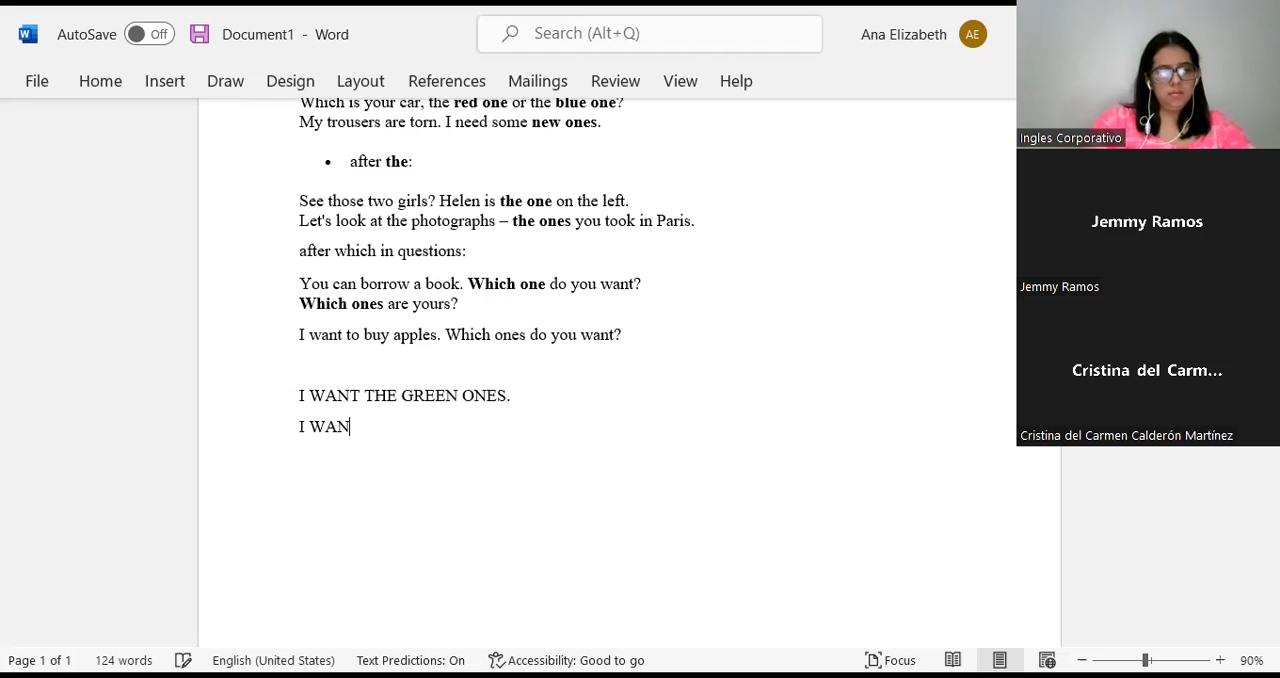 AutoSave Off Document1 - Word Search (Alt+Q) Ana Elizabeth AE
File Home Insert Draw Design Layout References Mailings Review View Help
Which is your car, the red one or the blue one?
My trousers are torn. I need some new ones.
• after the:
See those two girls? Helen is the one on the left.
Let's look at the photographs – the ones you took in Paris.
after which in questions:
You can borrow a book. Which one do you want?
Which ones are yours?
I want to buy apples. Which ones do you want?
I WANT THE GREEN ONES.
I WAN
Ingles Corporativo
Jemmy Ramos
Jemmy Ramos
Cristina del Carm...
Cristina del Carmen Calderón Martínez
Page 1 of 1 124 words English (United States) Text Predictions: On Accessibility: Good to go Focus 90%